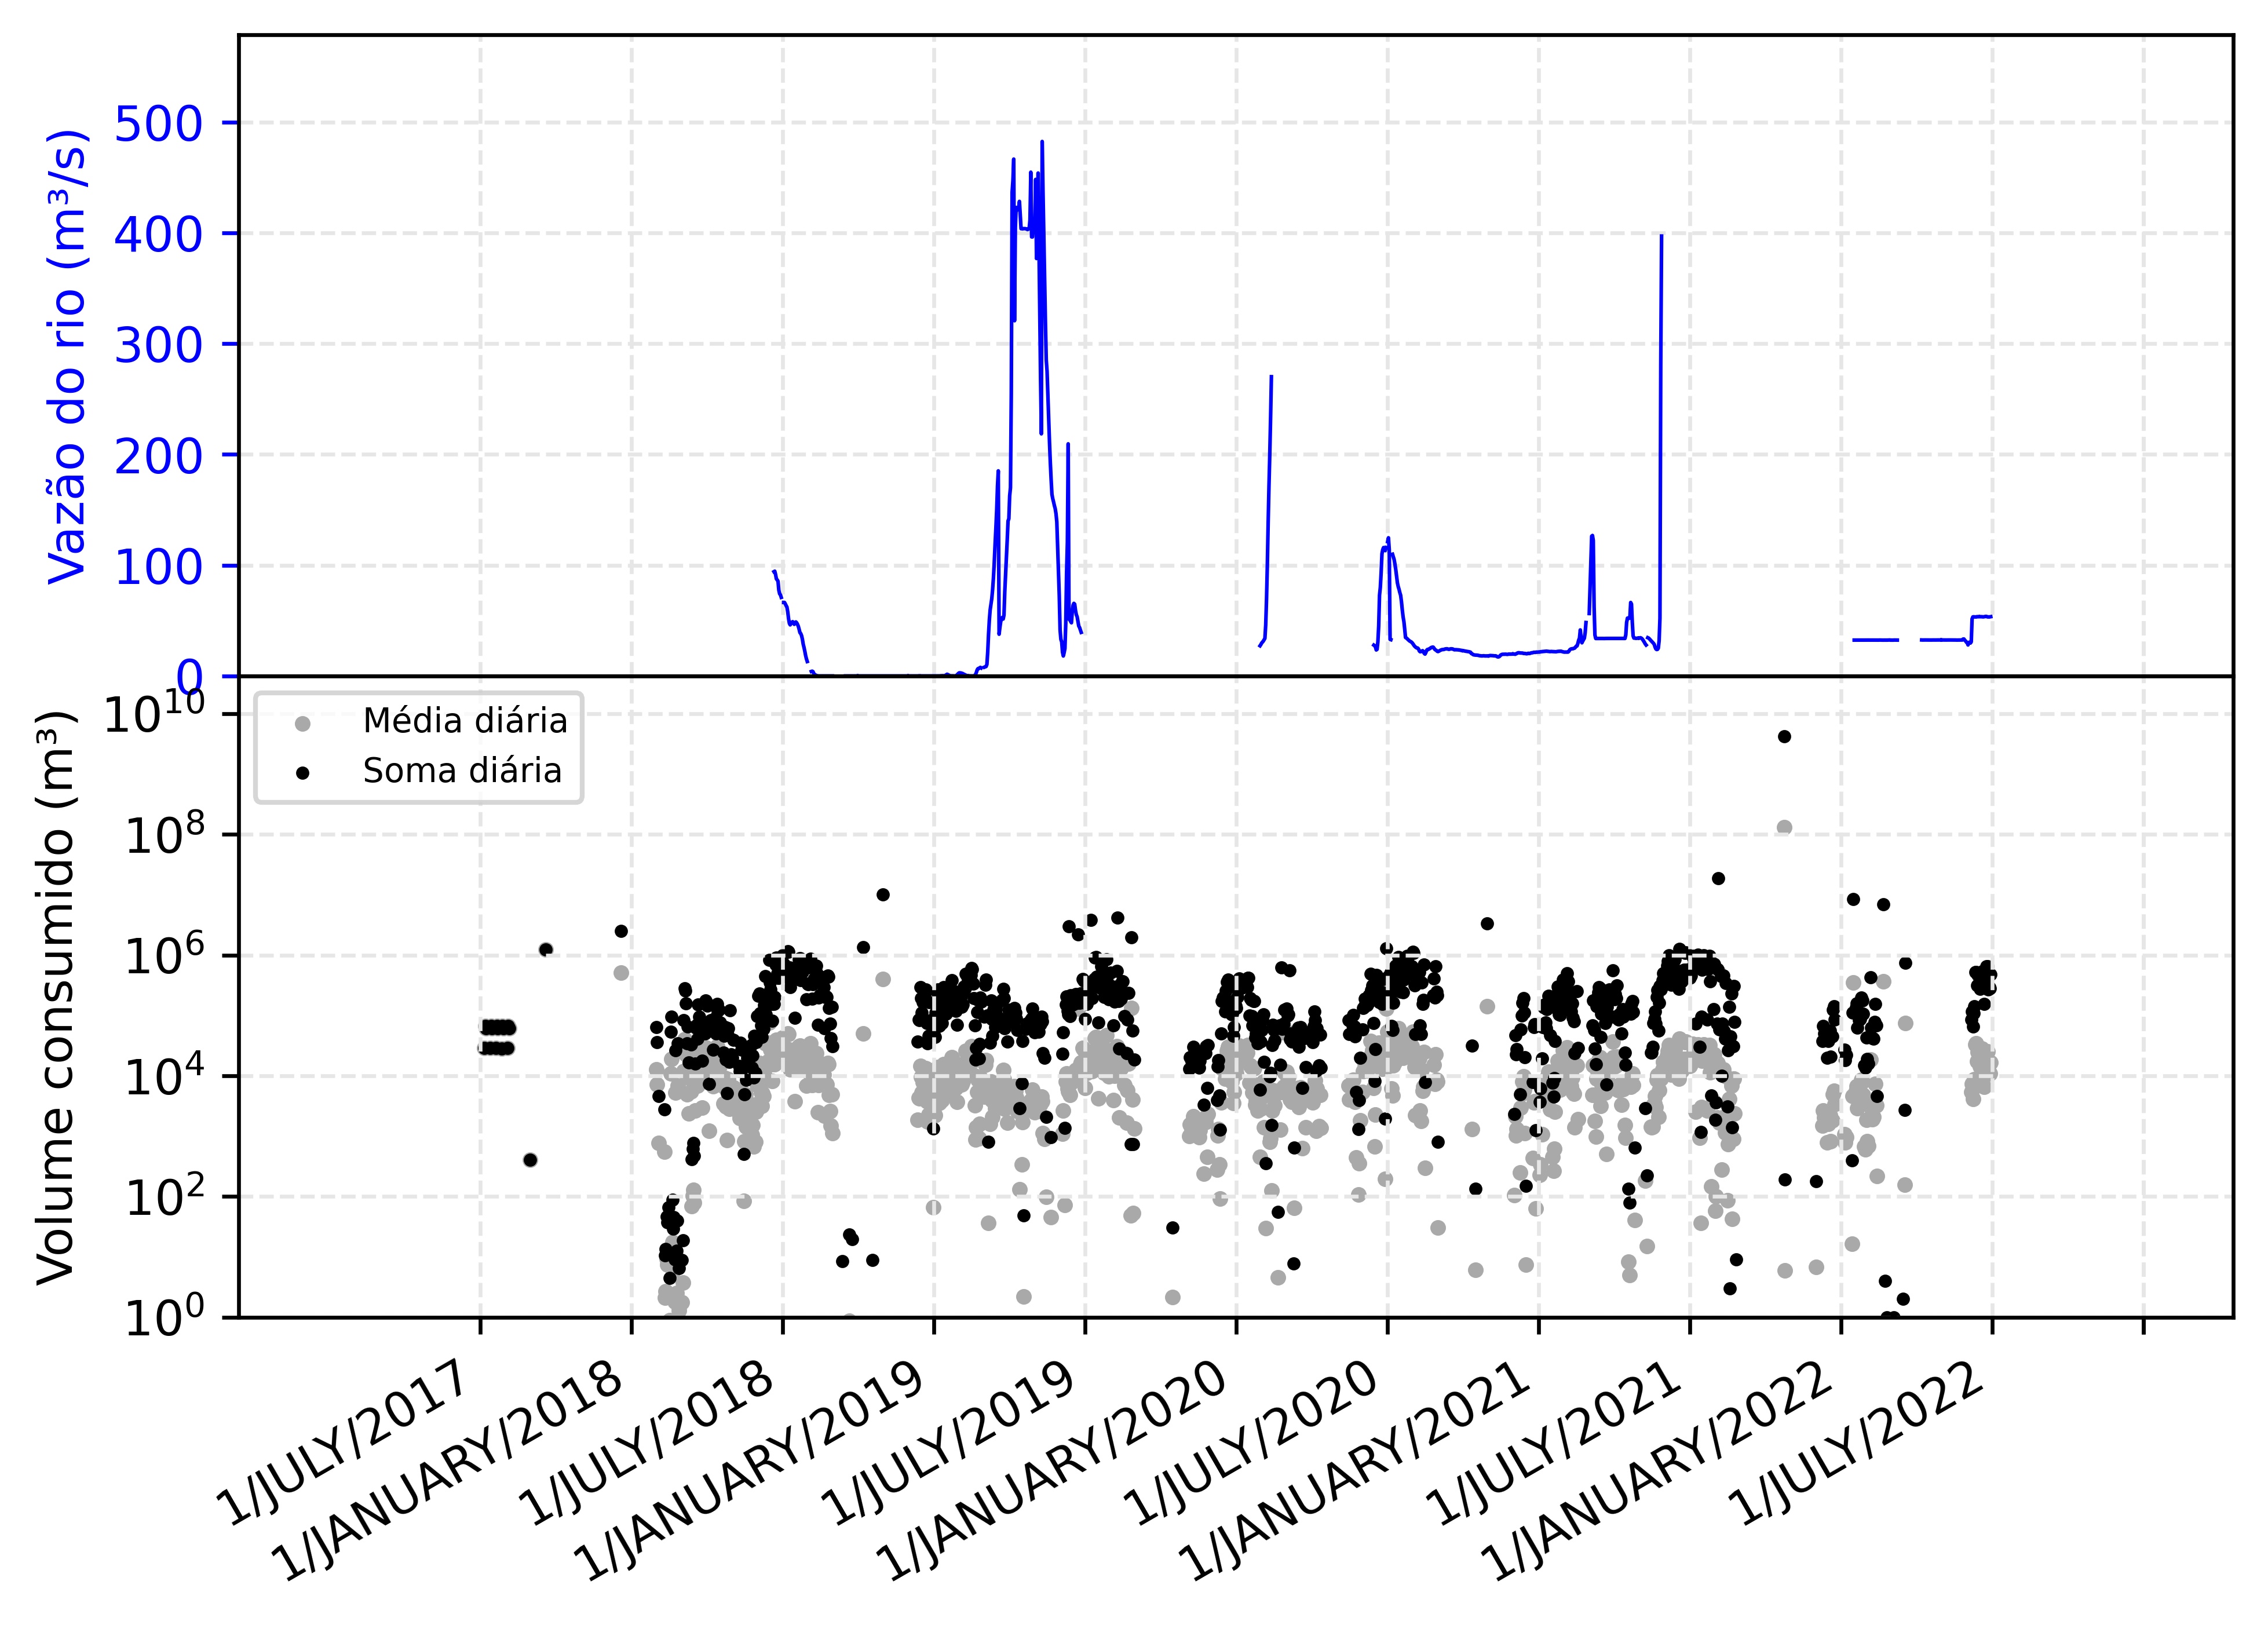 Vazão do rio (m³/s)
500
400
300
200
100
0
Volume consumido (m³)
10¹⁰
10⁸
10⁶
10⁴
10²
10⁰
Média diária
Soma diária
1/JULY/2017
1/JANUARY/2018
1/JULY/2018
1/JANUARY/2019
1/JULY/2019
1/JANUARY/2020
1/JULY/2020
1/JANUARY/2021
1/JULY/2021
1/JANUARY/2022
1/JULY/2022